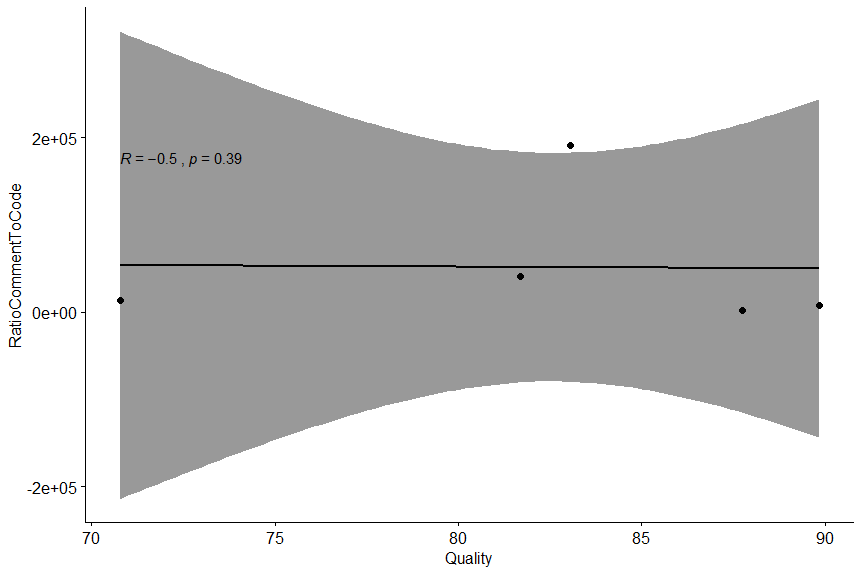 2e+05
R = −0.5 , p = 0.39
0e+00
-2e+05
RatioCommentToCode
70 75 80 85 90
Quality